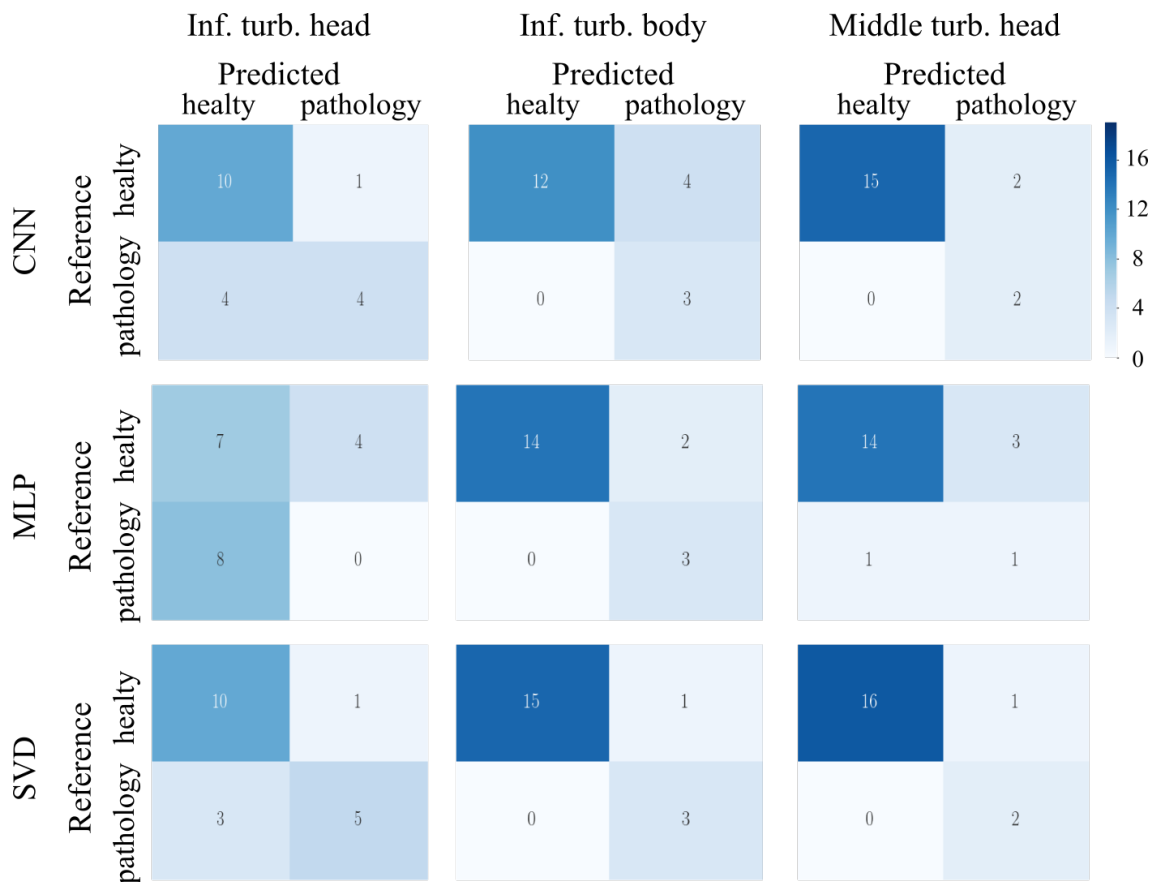 Inf. turb. head Inf. turb. body Middle turb. head
Predicted Predicted Predicted
healty pathology healty pathology healty pathology
CNN
Reference
healty
pathology
10 1 12 4 15 2
4 4 0 3 0 2
16
12
8
4
0
MLP
Reference
healty
pathology
7 4 14 2 14 3
8 0 0 3 1 1
SVD
Reference
healty
pathology
10 1 15 1 16 1
3 5 0 3 0 2